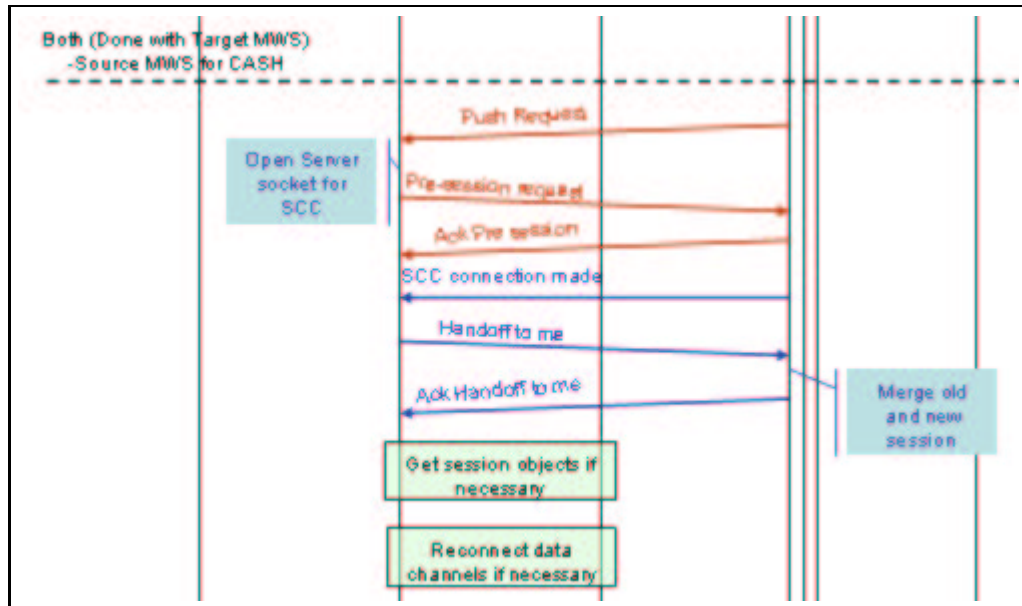 Both (Done with Target MWS)
-Source MWS for CASH
Push Request
Open Server
socket for
SCC
Pre-session request
Ack Pre session
SCC connection made
Handoff to me
Ack Handoff to me
Merge old
and new
session
Get session objects if
necessary
Reconnect data
channels if necessary